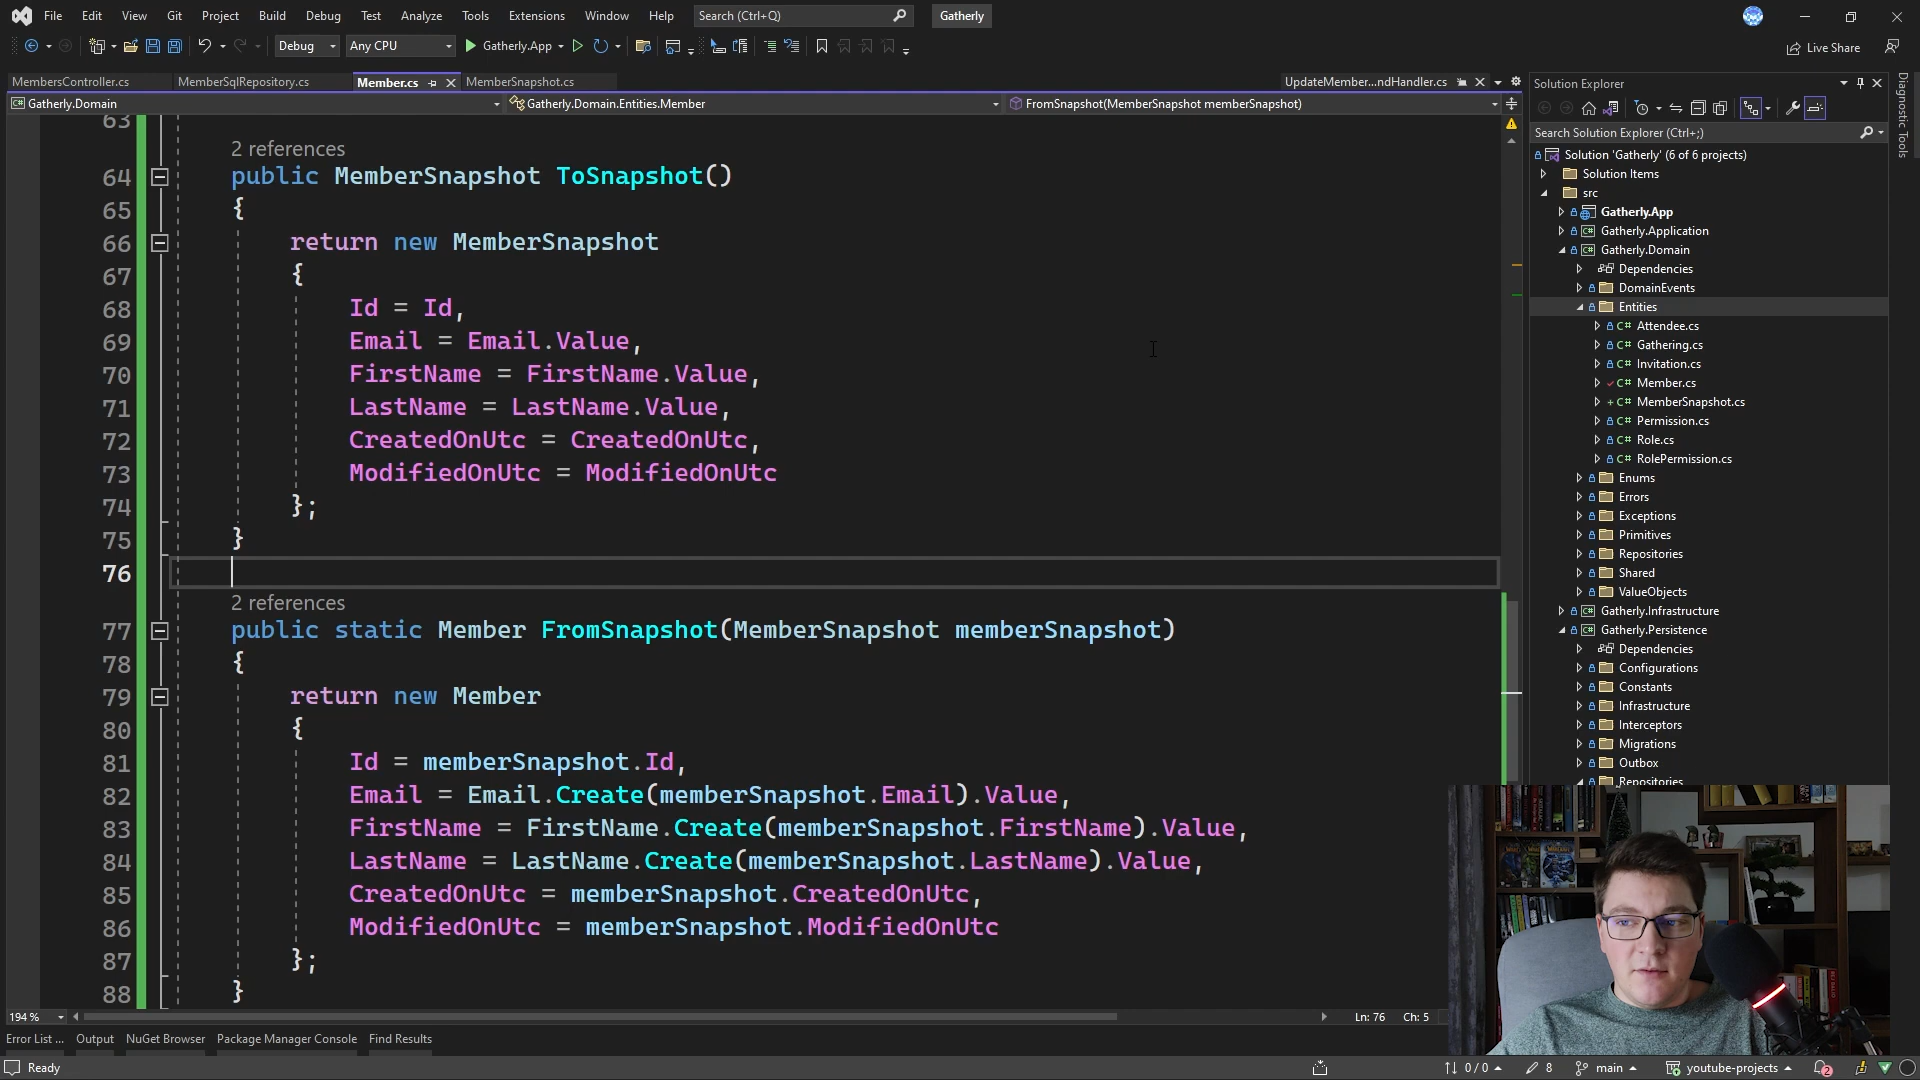 File Edit View Git Project Build Debug Test Analyze Tools Extensions Window Help Search (Ctrl+Q) Gatherly
Debug Any CPU Gatherly.App Live Share
MembersController.cs MemberSqlRepository.cs Member.cs MemberSnapshot.cs UpdateMember...ndHandler.cs
Gatherly.Domain Gatherly.Domain.Entities.Member FromSnapshot(MemberSnapshot memberSnapshot)
63
2 references
64 public MemberSnapshot ToSnapshot()
65 {
66 return new MemberSnapshot
67 {
68 Id = Id,
69 Email = Email.Value,
70 FirstName = FirstName.Value,
71 LastName = LastName.Value,
72 CreatedOnUtc = CreatedOnUtc,
73 ModifiedOnUtc = ModifiedOnUtc
74 };
75 }
76
2 references
77 public static Member FromSnapshot(MemberSnapshot memberSnapshot)
78 {
79 return new Member
80 {
81 Id = memberSnapshot.Id,
82 Email = Email.Create(memberSnapshot.Email).Value,
83 FirstName = FirstName.Create(memberSnapshot.FirstName).Value,
84 LastName = LastName.Create(memberSnapshot.LastName).Value,
85 CreatedOnUtc = memberSnapshot.CreatedOnUtc,
86 ModifiedOnUtc = memberSnapshot.ModifiedOnUtc
87 };
88 }
194 % Ln: 76 Ch: 5
Solution Explorer
Search Solution Explorer (Ctrl+;)
Solution 'Gatherly' (6 of 6 projects)
Solution Items
src
Gatherly.App
Gatherly.Application
Gatherly.Domain
Dependencies
DomainEvents
Entities
C# Attendee.cs
C# Gathering.cs
C# Invitation.cs
C# Member.cs
C# MemberSnapshot.cs
C# Permission.cs
C# Role.cs
C# RolePermission.cs
Enums
Errors
Exceptions
Primitives
Repositories
Shared
ValueObjects
Gatherly.Infrastructure
Gatherly.Persistence
Dependencies
Configurations
Constants
Infrastructure
Interceptors
Migrations
Outbox
Repositories
Diagnostic Tools
Error List ... Output NuGet Browser Package Manager Console Find Results
Ready 0 / 0 8 main youtube-projects 2